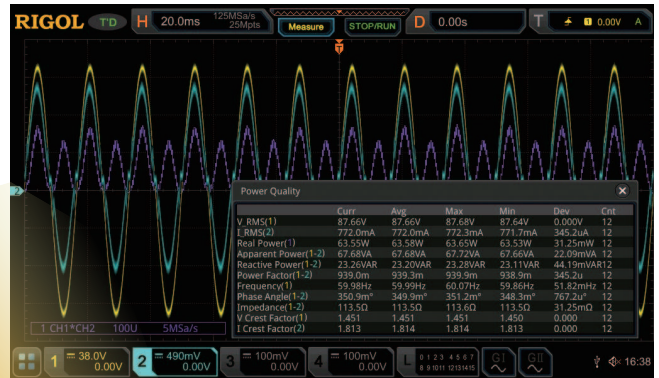 RIGOL T'D H 20.0ms 125MSa/s 25Mpts Measure STOP/RUN D 0.00s T 1 0.00V A
T
2
Power Quality
Curr Avg Max Min Dev Cnt
V_RMS(1) 87.66V 87.66V 87.68V 87.64V 0.000V 12
I_RMS(2) 772.0mA 772.0mA 772.3mA 771.7mA 345.2uA 12
Real Power(1) 63.55W 63.58W 63.65W 63.53W 31.25mW 12
Apparent Power(1-2) 67.68VA 67.68VA 67.72VA 67.66VA 22.09mVA 12
Reactive Power(1-2) 23.26VAR 23.20VAR 23.28VAR 23.11VAR 44.19mVAR12
Power Factor(1-2) 939.0m 939.3m 939.4m 938.9m 345.2u 12
Frequency(1) 59.98Hz 59.99Hz 60.07Hz 59.86Hz 51.82mHz 12
Phase Angle(1-2) 350.9m° 349.9m° 351.2m° 348.3m° 767.2u° 12
Impedance(1-2) 113.5Ω 113.5Ω 113.6Ω 113.5Ω 31.25mΩ 12
V Crest Factor(1) 1.451 1.451 1.451 1.450 0.000 12
I Crest Factor(2) 1.813 1.814 1.814 1.813 0.000 12
1 CH1*CH2 100U 5MSa/s
1 38.0V 0.00V 2 490mV 0.00V 3 100mV 0.00V 4 100mV 0.00V L 0 1 2 3 4 5 6 7 8 9 10 11 12 13 14 15 GI GII 16:38